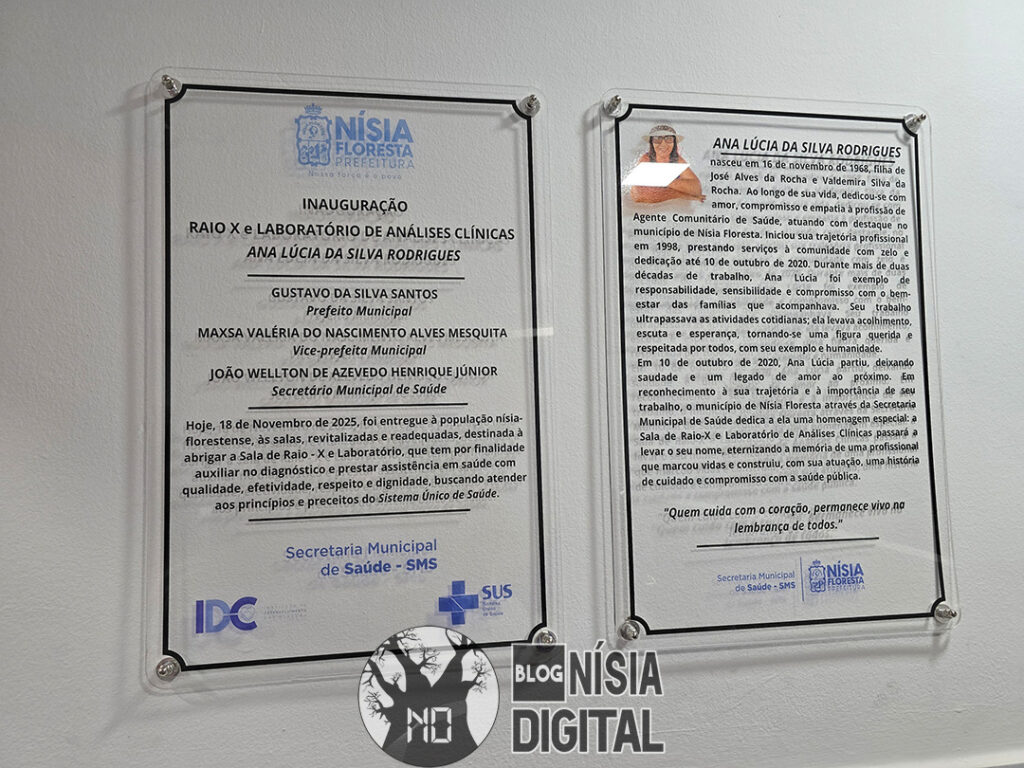 NÍSIA
FLORESTA
PREFEITURA
Nossa força é o povo
INAUGURAÇÃO
RAIO X e LABORATÓRIO DE ANÁLISES CLÍNICAS
ANA LÚCIA DA SILVA RODRIGUES
GUSTAVO DA SILVA SANTOS
Prefeito Municipal
MAXSA VALÉRIA DO NASCIMENTO ALVES MESQUITA
Vice-prefeita Municipal
JOÃO WELLTON DE AZEVEDO HENRIQUE JÚNIOR
Secretário Municipal de Saúde
Hoje, 18 de Novembro de 2025, foi entregue à população nísia-
florestense, às salas, revitalizadas e readequadas, destinada à
abrigar a Sala de Raio - X e Laboratório, que tem por finalidade
auxiliar no diagnóstico e prestar assistência em saúde com
qualidade, efetividade, respeito e dignidade, buscando atender
aos princípios e preceitos do Sistema Único de Saúde.
Secretaria Municipal
de Saúde - SMS
IDC
SUS
ANA LÚCIA DA SILVA RODRIGUES
nasceu em 16 de novembro de 1968, filha de
José Alves da Rocha e Valdemira Silva da
Rocha. Ao longo de sua vida, dedicou-se com
amor, compromisso e empatia à profissão de
Agente Comunitário de Saúde, atuando com destaque no
município de Nísia Floresta. Iniciou sua trajetória profissional
em 1998, prestando serviços à comunidade com zelo e
dedicação até 10 de outubro de 2020. Durante mais de duas
décadas de trabalho, Ana Lúcia foi exemplo de
responsabilidade, sensibilidade e compromisso com o bem-
estar das famílias que acompanhava. Seu trabalho
ultrapassava as atividades cotidianas; ela levava acolhimento,
escuta e esperança, tornando-se uma figura querida e
respeitada por todos, com seu exemplo e humanidade.
Em 10 de outubro de 2020, Ana Lúcia partiu, deixando
saudade e um legado de amor ao próximo. Em
reconhecimento à sua trajetória e à importância de seu
trabalho, o município de Nísia Floresta através da Secretaria
Municipal de Saúde dedica a ela uma homenagem especial: a
Sala de Raio-X e Laboratório de Análises Clínicas passará a
levar o seu nome, eternizando a memória de uma profissional
que marcou vidas e construiu, com sua atuação, uma história
de cuidado e compromisso com a saúde pública.
"Quem cuida com o coração, permanece vivo na
lembrança de todos."
Secretaria Municipal
de Saúde - SMS
NÍSIA
FLORESTA
PREFEITURA
ND
BLOG NÍSIA
DIGITAL